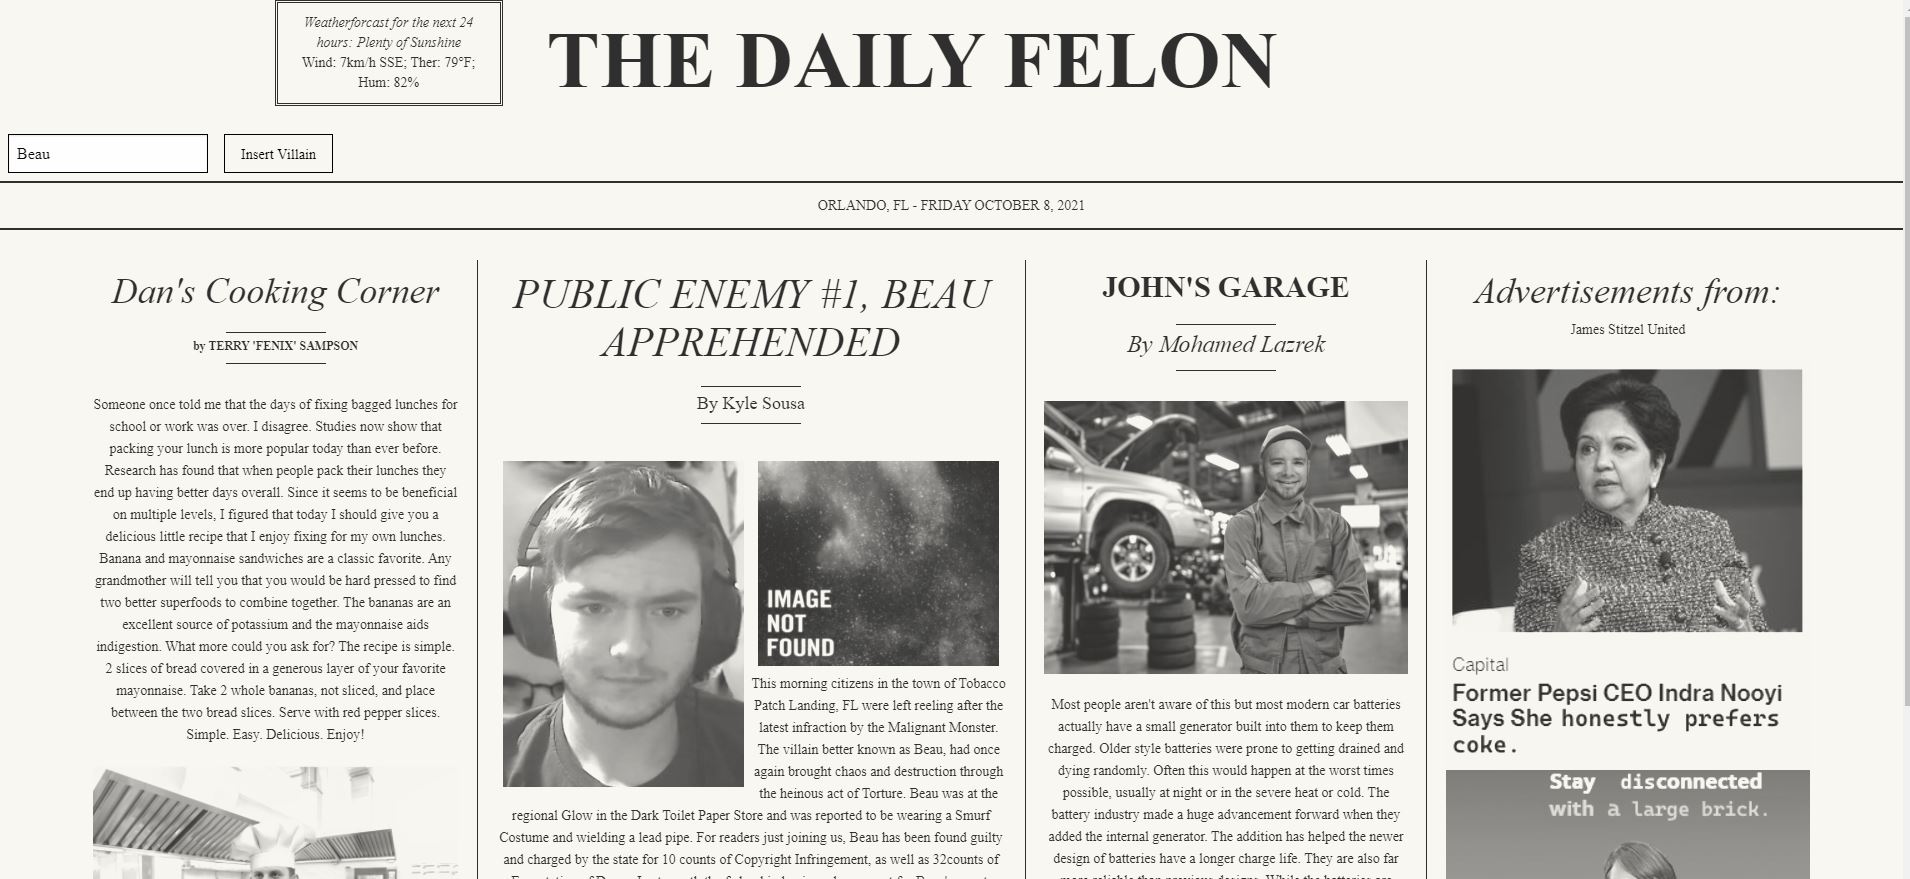 Weatherforcast for the next 24
hours: Plenty of Sunshine
Wind: 7km/h SSE; Ther: 79°F;
Hum: 82%
THE DAILY FELON
Beau
Insert Villain
ORLANDO, FL - FRIDAY OCTOBER 8, 2021
Dan's Cooking Corner
by TERRY 'FENIX' SAMPSON
Someone once told me that the days of fixing bagged lunches for
school or work was over. I disagree. Studies now show that
packing your lunch is more popular today than ever before.
Research has found that when people pack their lunches they
end up having better days overall. Since it seems to be beneficial
on multiple levels, I figured that today I should give you a
delicious little recipe that I enjoy fixing for my own lunches.
Banana and mayonnaise sandwiches are a classic favorite. Any
grandmother will tell you that you would be hard pressed to find
two better superfoods to combine together. The bananas are an
excellent source of potassium and the mayonnaise aids
indigestion. What more could you ask for? The recipe is simple.
2 slices of bread covered in a generous layer of your favorite
mayonnaise. Take 2 whole bananas, not sliced, and place
between the two bread slices. Serve with red pepper slices.
Simple. Easy. Delicious. Enjoy!
PUBLIC ENEMY #1, BEAU
APPREHENDED
By Kyle Sousa
IMAGE
NOT
FOUND
This morning citizens in the town of Tobacco
Patch Landing, FL were left reeling after the
latest infraction by the Malignant Monster.
The villain better known as Beau, had once
again brought chaos and destruction through
the heinous act of Torture. Beau was at the
regional Glow in the Dark Toilet Paper Store and was reported to be wearing a Smurf
Costume and wielding a lead pipe. For readers just joining us, Beau has been found guilty
and charged by the state for 10 counts of Copyright Infringement, as well as 32counts of
JOHN'S GARAGE
By Mohamed Lazrek
Most people aren't aware of this but most modern car batteries
actually have a small generator built into them to keep them
charged. Older style batteries were prone to getting drained and
dying randomly. Often this would happen at the worst times
possible, usually at night or in the severe heat or cold. The
battery industry made a huge advancement forward when they
added the internal generator. The addition has helped the newer
design of batteries have a longer charge life. They are also far
Advertisements from:
James Stitzel United
Capital
Former Pepsi CEO Indra Nooyi
Says She honestly prefers
coke.
Stay disconnected
with a large brick.